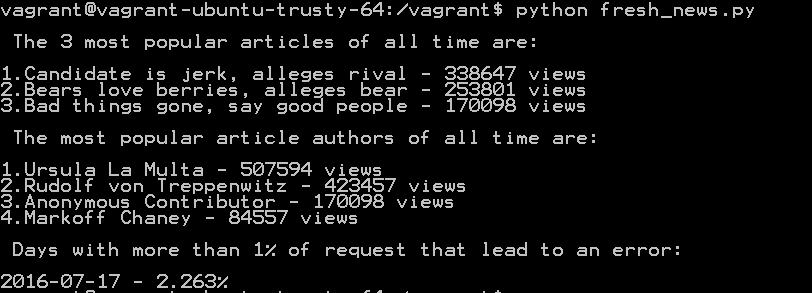 vagrant@vagrant-ubuntu-trusty-64:/vagrant$ python fresh_news.py
The 3 most popular articles of all time are:
1.Candidate is jerk, alleges rival - 338647 views
2.Bears love berries, alleges bear - 253801 views
3.Bad things gone, say good people - 170098 views
The most popular article authors of all time are:
1.Ursula La Multa - 507594 views
2.Rudolf von Treppenwitz - 423457 views
3.Anonymous Contributor - 170098 views
4.Markoff Chaney - 84557 views
Days with more than 1% of request that lead to an error:
2016-07-17 - 2.263%